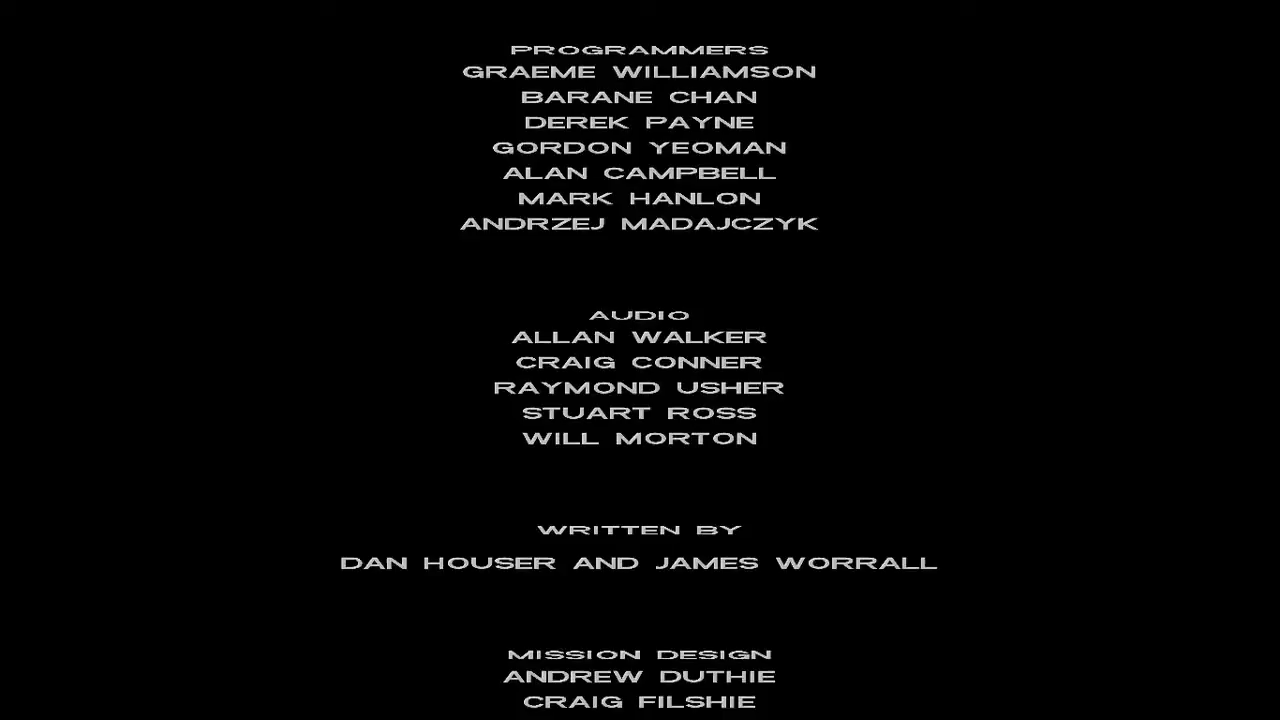 PROGRAMMERS
GRAEME WILLIAMSON
BARANE CHAN
DEREK PAYNE
GORDON YEOMAN
ALAN CAMPBELL
MARK HANLON
ANDRZEJ MADAJCZYK
AUDIO
ALLAN WALKER
CRAIG CONNER
RAYMOND USHER
STUART ROSS
WILL MORTON
WRITTEN BY
DAN HOUSER AND JAMES WORRALL
MISSION DESIGN
ANDREW DUTHIE
CRAIG FILSHIE